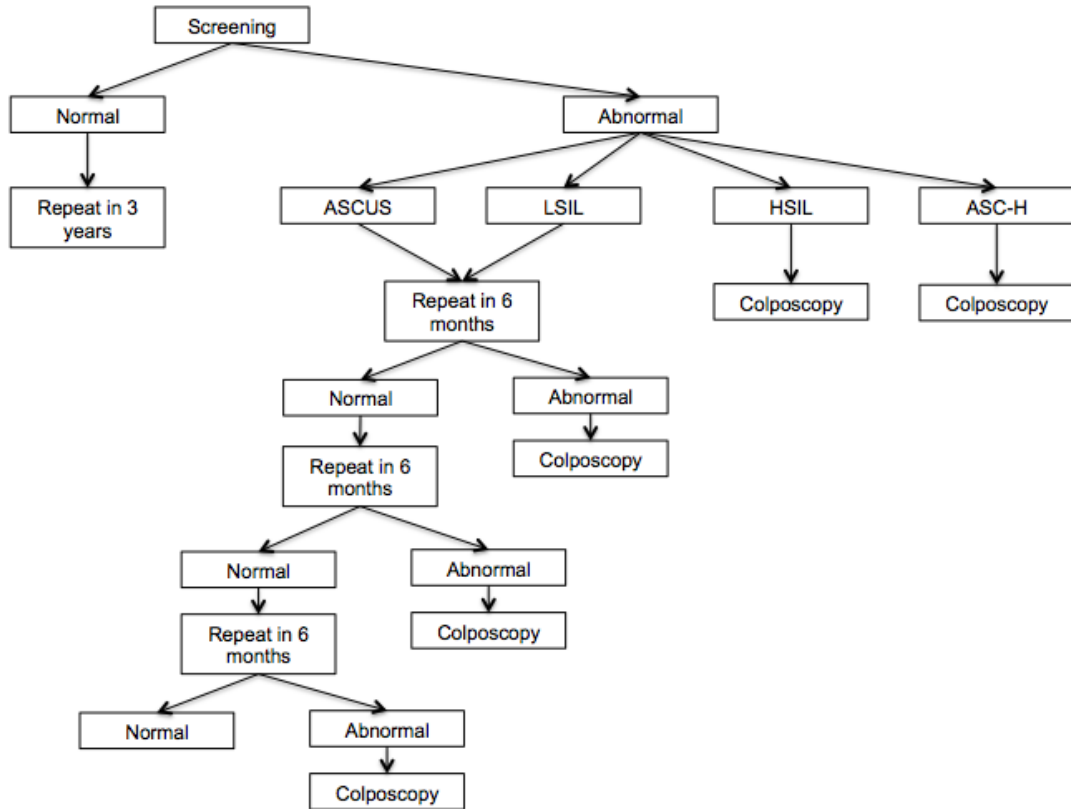 Screening
Normal
Abnormal
Repeat in 3
years
ASCUS
LSIL
HSIL
ASC-H
Repeat in 6
months
Colposcopy
Colposcopy
Normal
Abnormal
Repeat in 6
months
Colposcopy
Normal
Abnormal
Repeat in 6
months
Colposcopy
Normal
Abnormal
Colposcopy